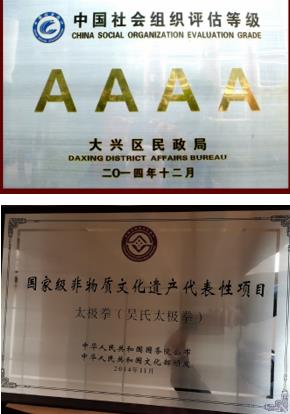 中国社会组织评估等级
CHINA SOCIAL ORGANIZATION EVALUATION GRADE
AAAA
大兴区民政局
DAXING DISTRICT AFFAIRS BUREAU
二〇一四年十二月
国家级非物质文化遗产代表性项目
太极拳（吴氏太极拳）
中华人民共和国国务院公布
中华人民共和国文化部颁发
2014年11月